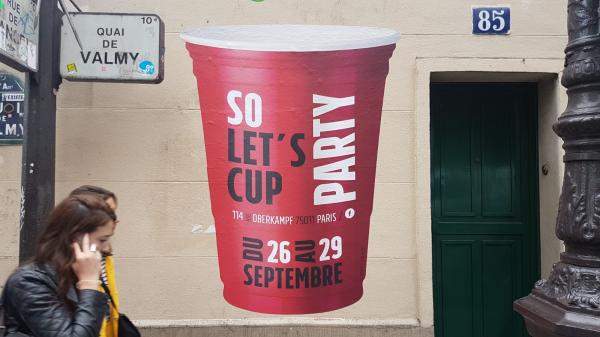 10e
QUAI
DE
VALMY
85
SO
LET'S
CUP
PARTY
114 OBERKAMPF 75011 PARIS
DU 26 AU 29
SEPTEMBRE